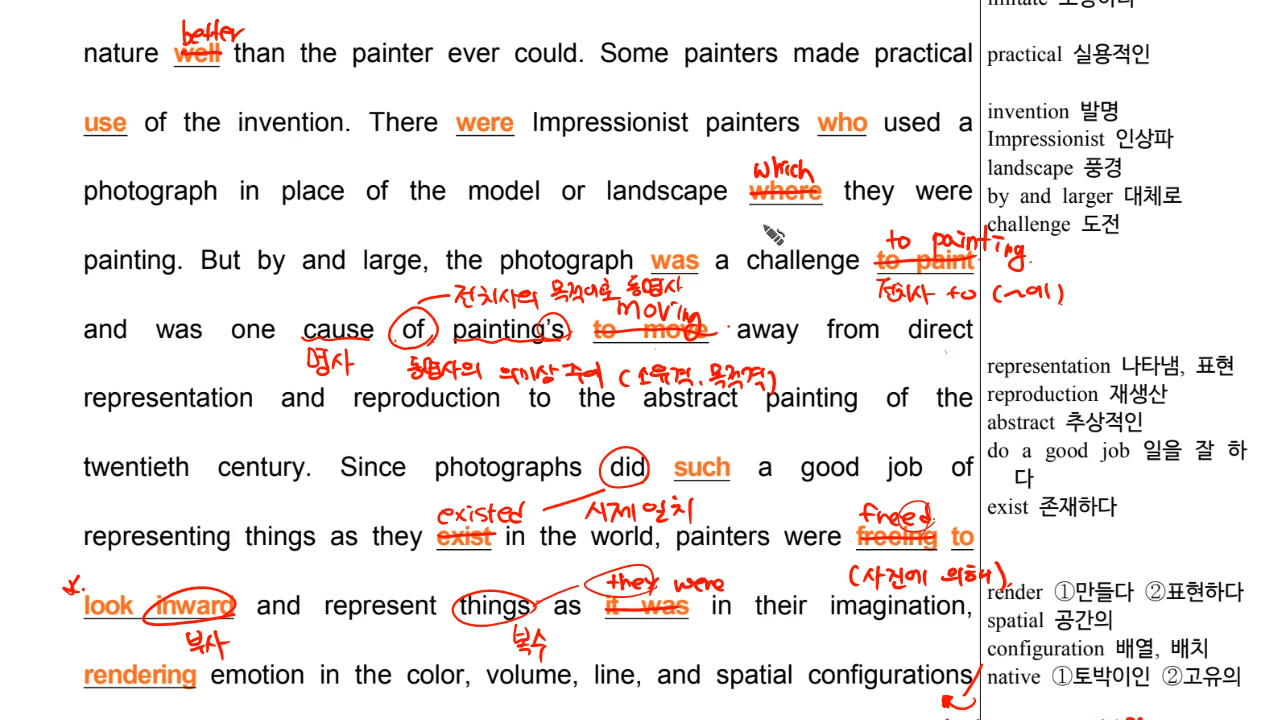 imitate 모방하다
better
nature well than the painter ever could. Some painters made practical
practical 실용적인
use of the invention. There were Impressionist painters who used a
invention 발명
Impressionist 인상파
which
landscape 풍경
photograph in place of the model or landscape where they were
by and larger 대체로
challenge 도전
to painting
painting. But by and large, the photograph was a challenge to paint
전치사 to (~에)
전치사의 목적어로 동명사
moving
and was one cause of painting's to move away from direct
명사
동명사의 의미상 주어 (소유격, 목적격)
representation 나타냄, 표현
reproduction 재생산
representation and reproduction to the abstract painting of the
abstract 추상적인
do a good job 일을 잘 하
다
twentieth century. Since photographs did such a good job of
exist 존재하다
existed 시제 일치 freed
representing things as they exist in the world, painters were freeing to
(사진에 의해)
they were
render ①만들다 ②표현하다
look inward and represent things as it was in their imagination,
spatial 공간의
부사 복수
configuration 배열, 배치
rendering emotion in the color, volume, line, and spatial configurations
native ①토박이인 ②고유의